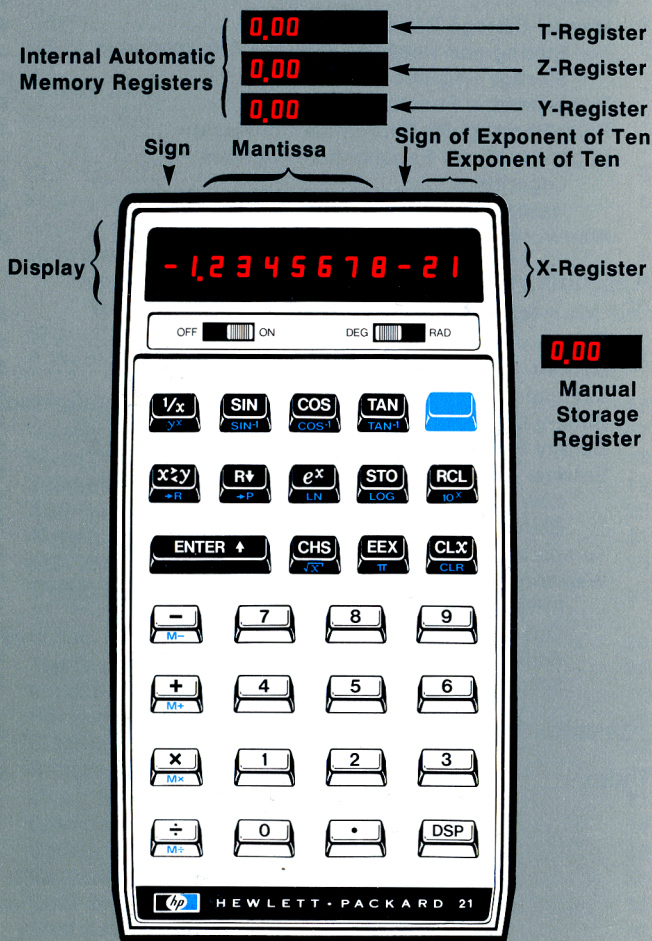 0.00 T-Register
Internal Automatic
Memory Registers
0.00 Z-Register
0.00 Y-Register
Sign Mantissa
Sign of Exponent of Ten
Exponent of Ten
Display
-1.2345678-21
X-Register
OFF ON DEG RAD
0.00
Manual
Storage
Register
1/x SIN COS TAN
yˣ SIN⁻¹ COS⁻¹ TAN⁻¹
x≷y R↓ eˣ STO RCL
→R →P LN LOG 10ˣ
ENTER ↑ CHS EEX CLx
√x π CLR
− 7 8 9
M−
+ 4 5 6
M+
× 1 2 3
M×
÷ 0 • DSP
M÷
hp HEWLETT·PACKARD 21